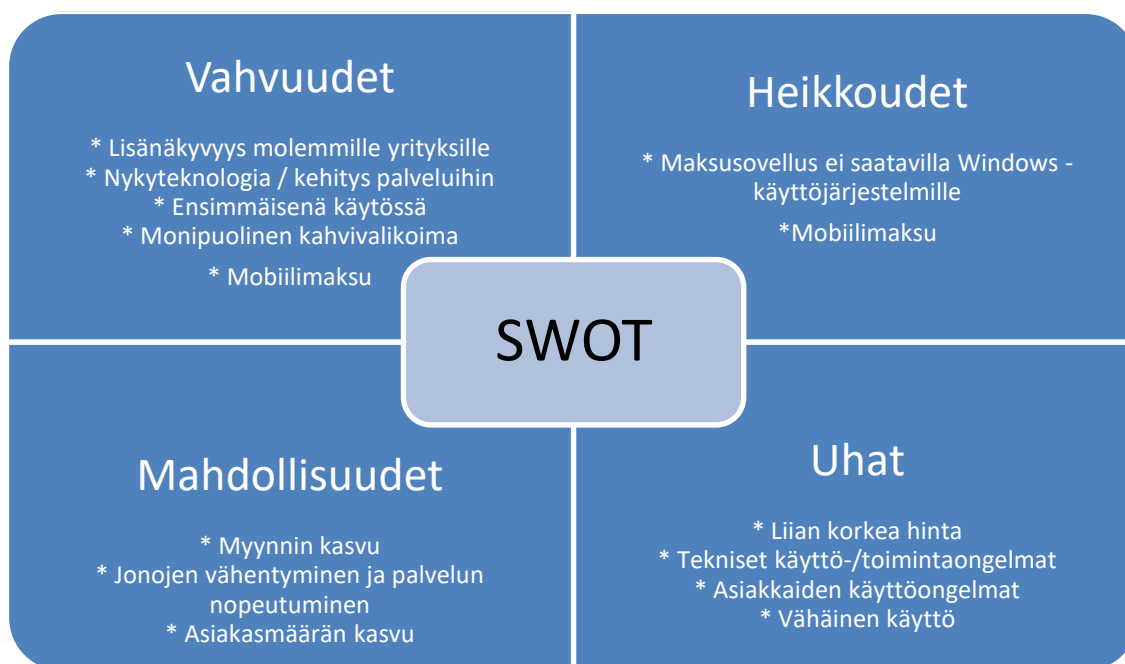 Vahvuudet
* Lisänäkyvyys molemmille yrityksille
* Nykyteknologia / kehitys palveluihin
* Ensimmäisenä käytössä
* Monipuolinen kahvivalikoima
* Mobiilimaksu
Heikkoudet
* Maksusovellus ei saatavilla Windows -
käyttöjärjestelmille
*Mobiilimaksu
SWOT
Mahdollisuudet
* Myynnin kasvu
* Jonojen vähentyminen ja palvelun
nopeutuminen
* Asiakasmäärän kasvu
Uhat
* Liian korkea hinta
* Tekniset käyttö-/toimintaongelmat
* Asiakkaiden käyttöongelmat
* Vähäinen käyttö